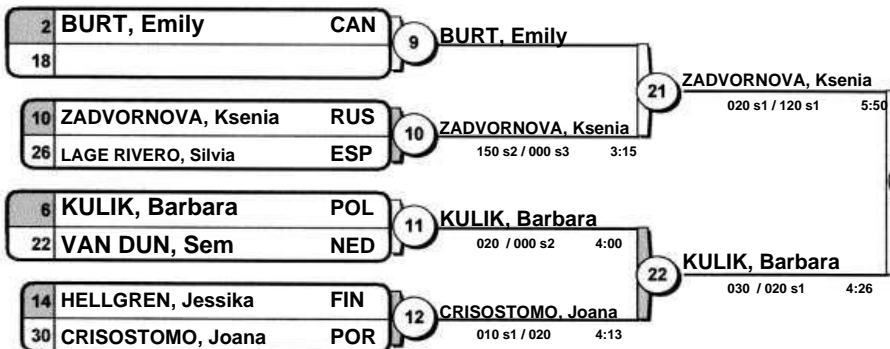 2 BURT, Emily CAN
18
9
BURT, Emily
10 ZADVORNOVA, Ksenia RUS
26 LAGE RIVERO, Silvia ESP
10
ZADVORNOVA, Ksenia
150 s2 / 000 s3 3:15
21
ZADVORNOVA, Ksenia
020 s1 / 120 s1 5:50
6 KULIK, Barbara POL
22 VAN DUN, Sem NED
11
KULIK, Barbara
020 / 000 s2 4:00
14 HELLGREN, Jessika FIN
30 CRISOSTOMO, Joana POR
12
CRISOSTOMO, Joana
010 s1 / 020 4:13
22
KULIK, Barbara
030 / 020 s1 4:26